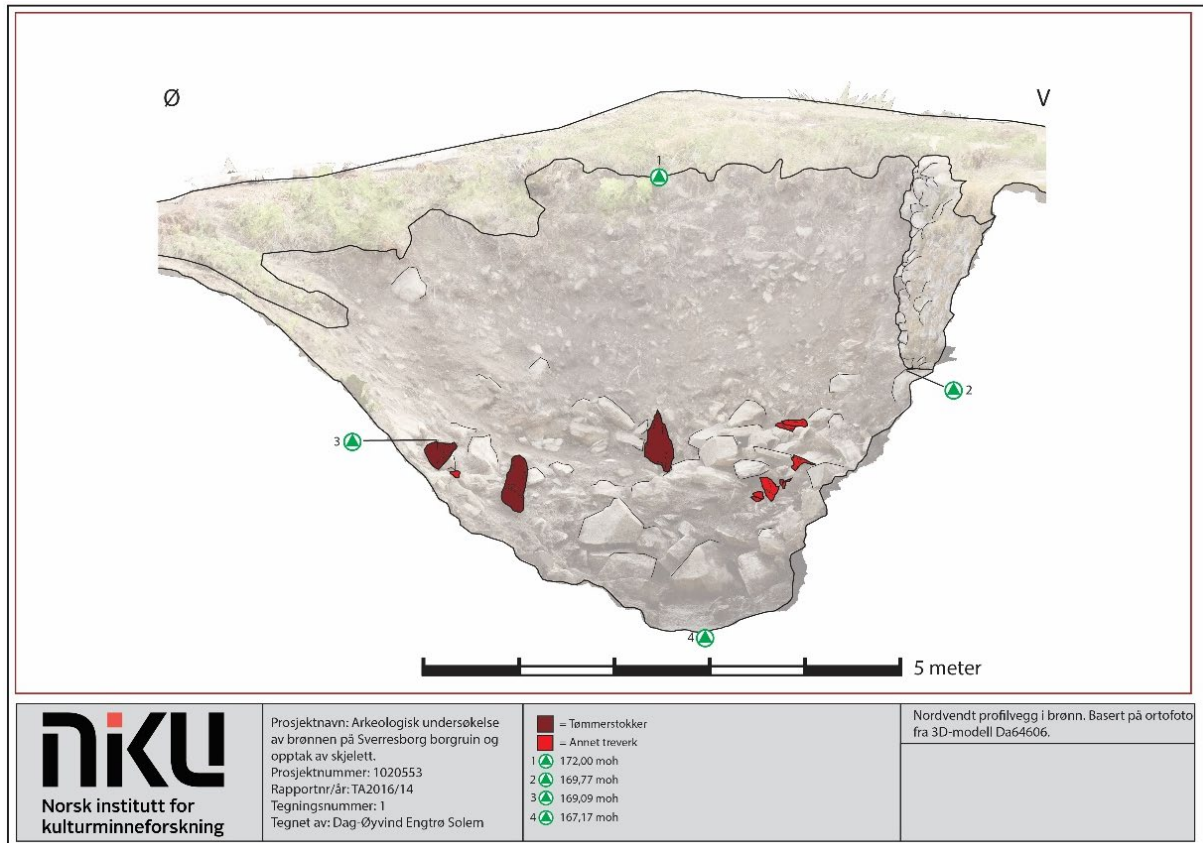 Ø
V
1
2
3
4
5 meter
NIKU
Norsk institutt for
kulturminneforskning
Prosjektnavn: Arkeologisk undersøkelse
av brønnen på Sverresborg borgruin og
opptak av skjelett.
Prosjektnummer: 1020553
Rapportnr/år: TA2016/14
Tegningsnummer: 1
Tegnet av: Dag-Øyvind Engtrø Solem
= Tømmerstokker
= Annet treverk
1 172,00 moh
2 169,77 moh
3 169,09 moh
4 167,17 moh
Nordvendt profilvegg i brønn. Basert på ortofoto
fra 3D-modell Da64606.